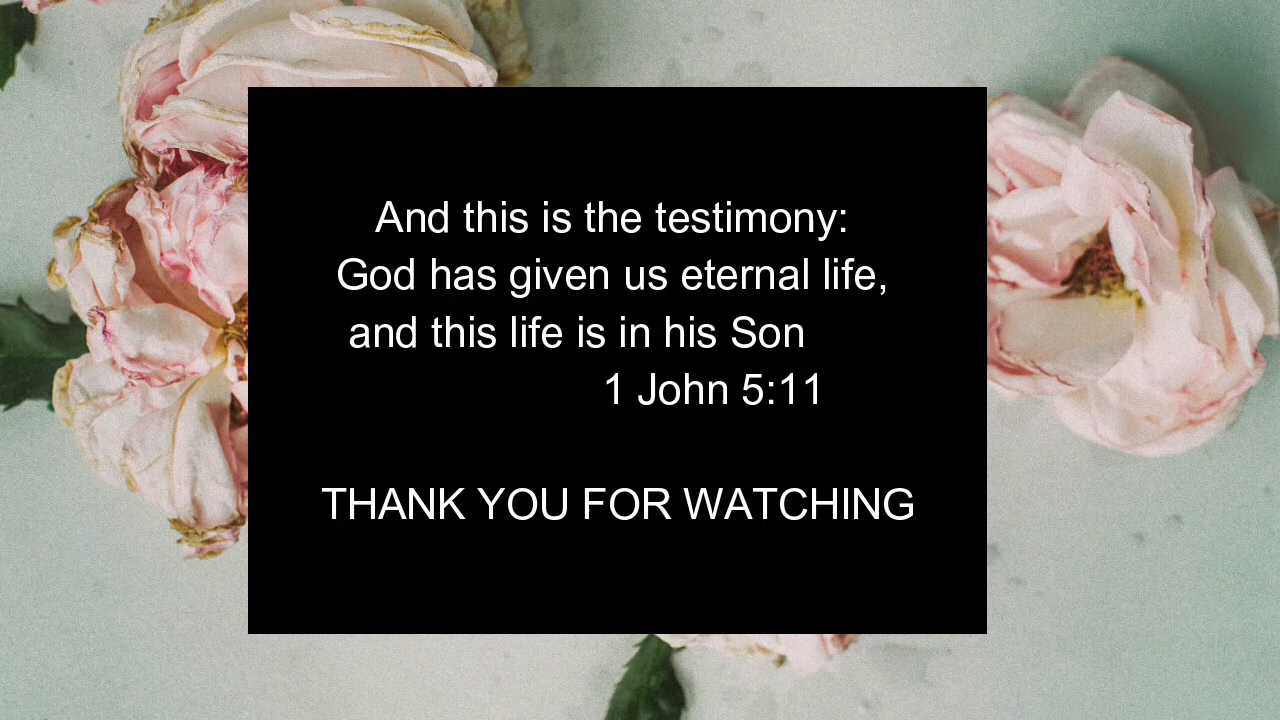 And this is the testimony:
God has given us eternal life,
and this life is in his Son
1 John 5:11
THANK YOU FOR WATCHING